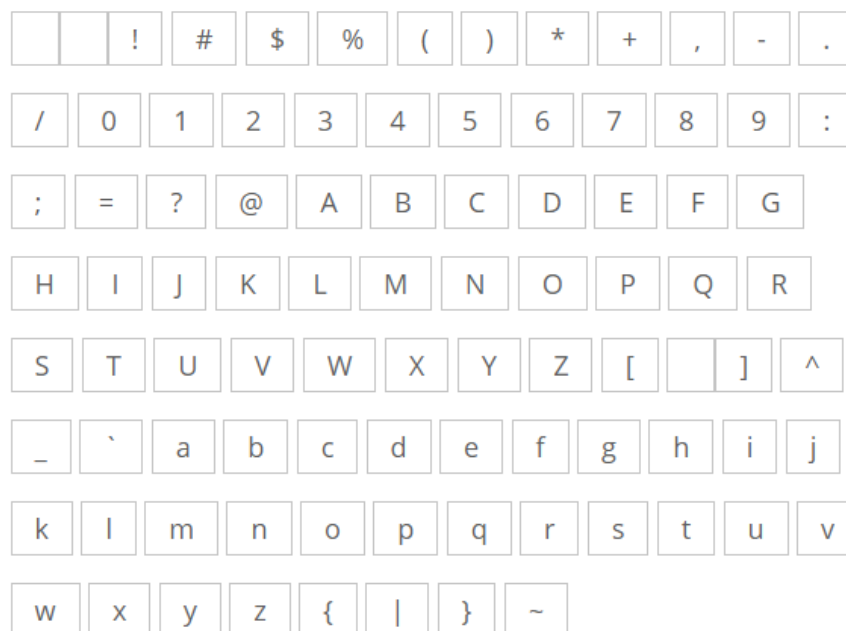 ! # $ % ( ) * + , - .
/ 0 1 2 3 4 5 6 7 8 9 :
; = ? @ A B C D E F G
H I J K L M N O P Q R
S T U V W X Y Z [ ] ^
_ ` a b c d e f g h i j
k l m n o p q r s t u v
w x y z { | } ~